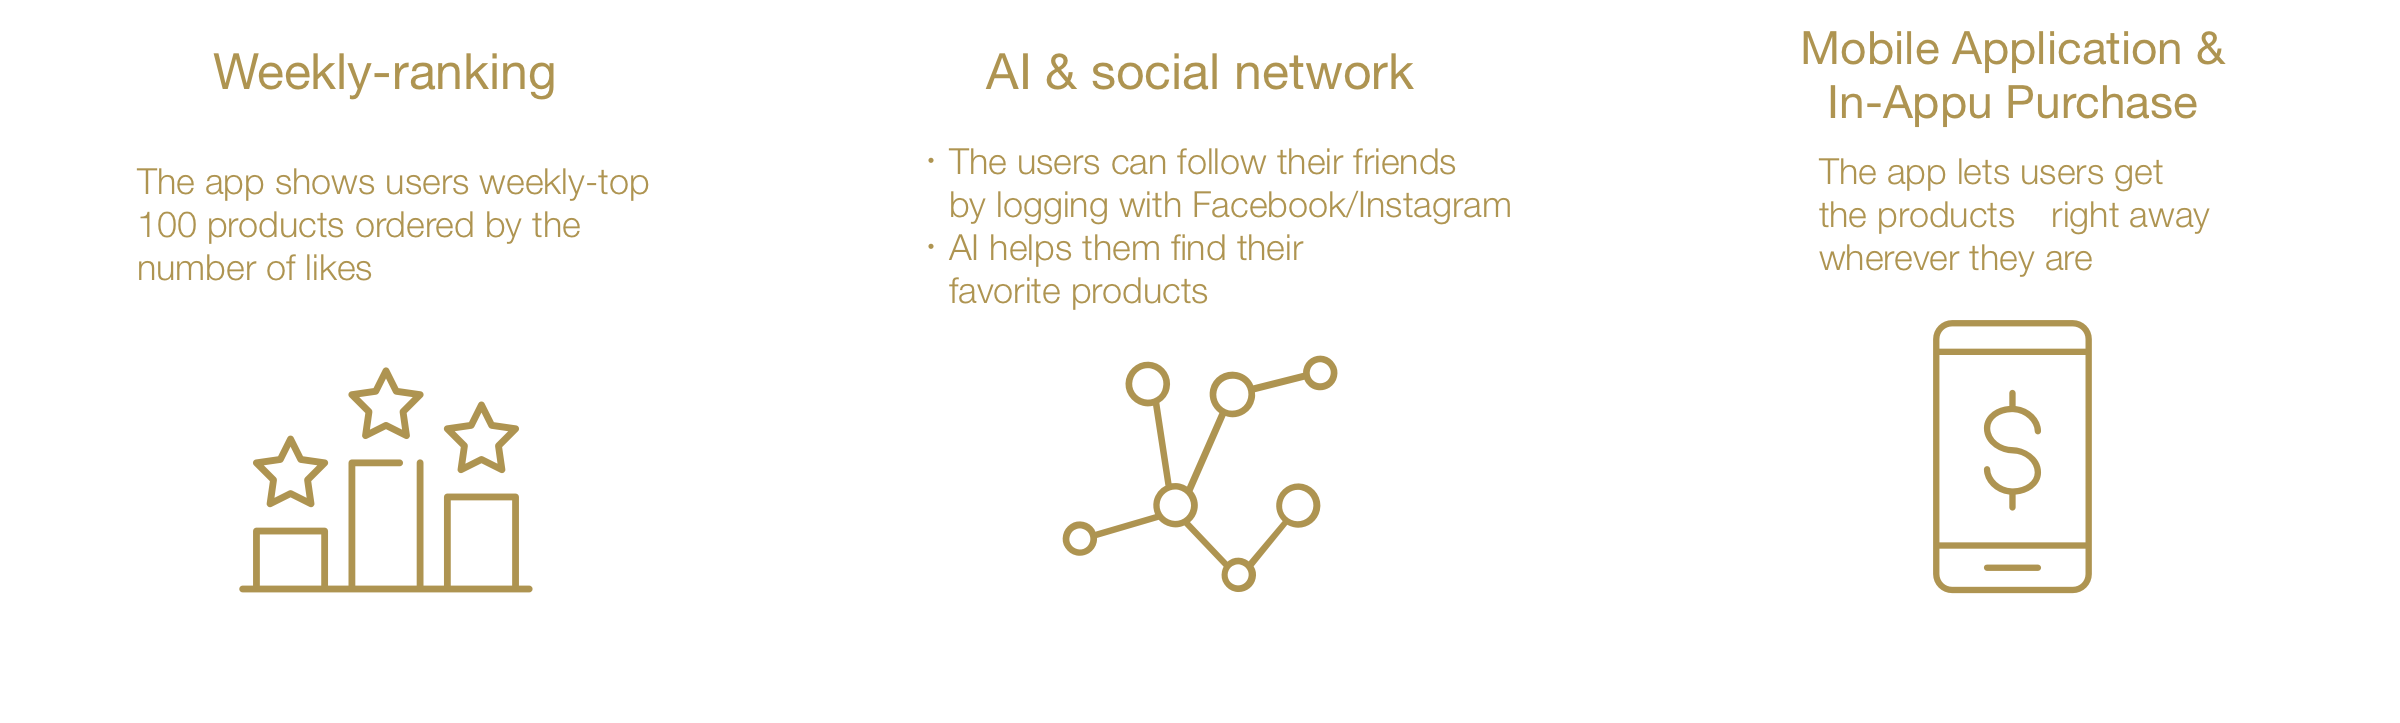 Weekly-ranking
The app shows users weekly-top
100 products ordered by the
number of likes
AI & social network
・The users can follow their friends
by logging with Facebook/Instagram
・AI helps them find their
favorite products
Mobile Application &
In-Appu Purchase
The app lets users get
the products　right away
wherever they are
$